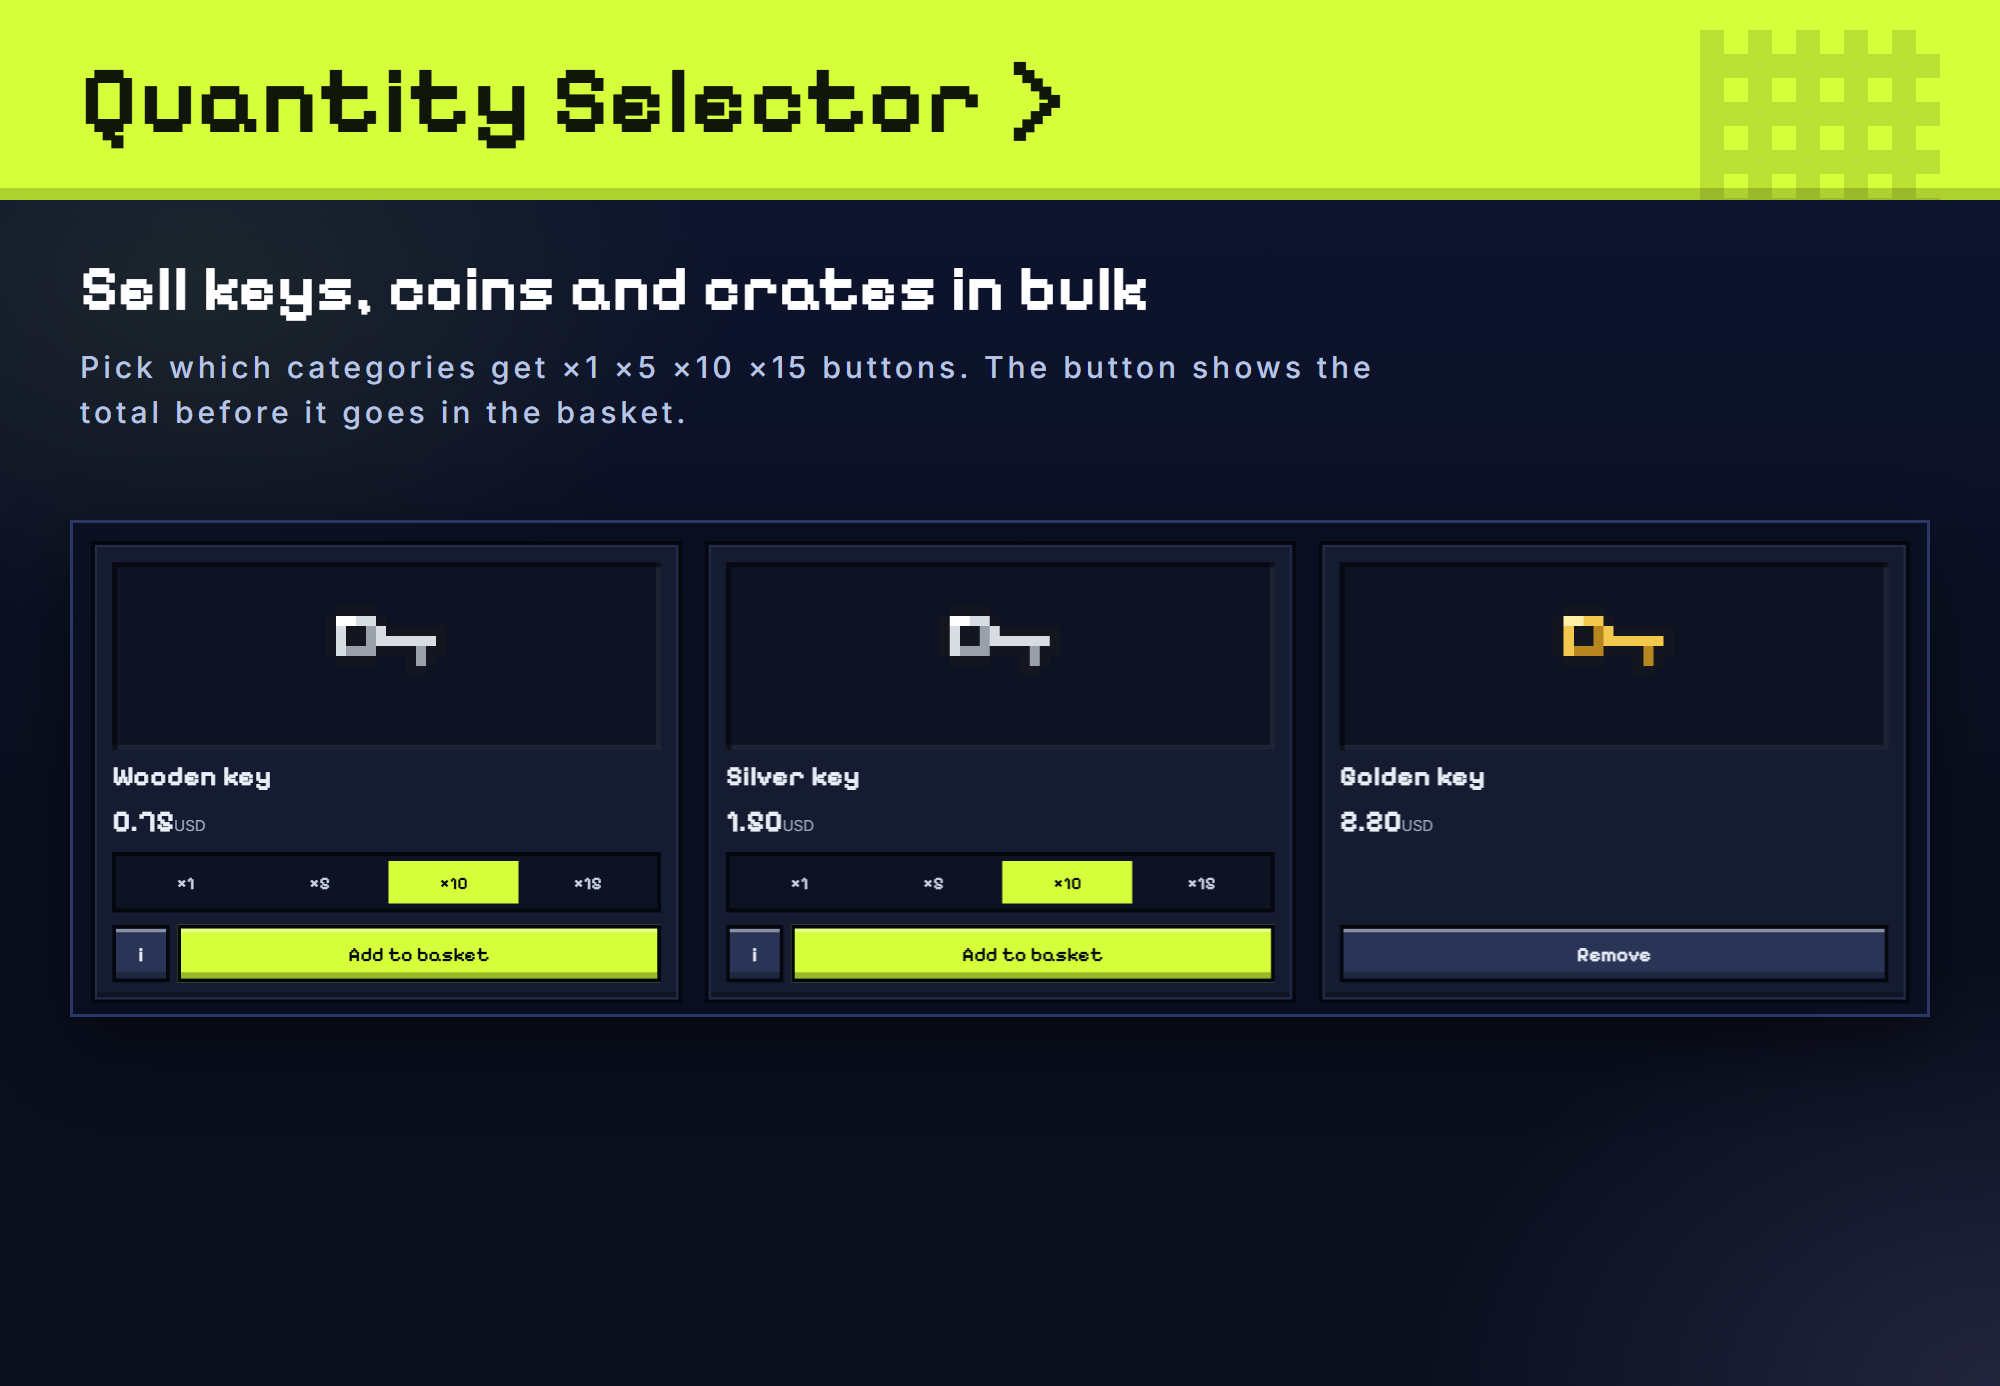 Quantity Selector >
Sell keys, coins and crates in bulk
Pick which categories get ×1 ×5 ×10 ×15 buttons. The button shows the
total before it goes in the basket.
Wooden key
0.75USD
×1 ×5 ×10 ×15
i Add to basket
Silver key
1.50USD
×1 ×5 ×10 ×15
i Add to basket
Golden key
2.20USD
Remove